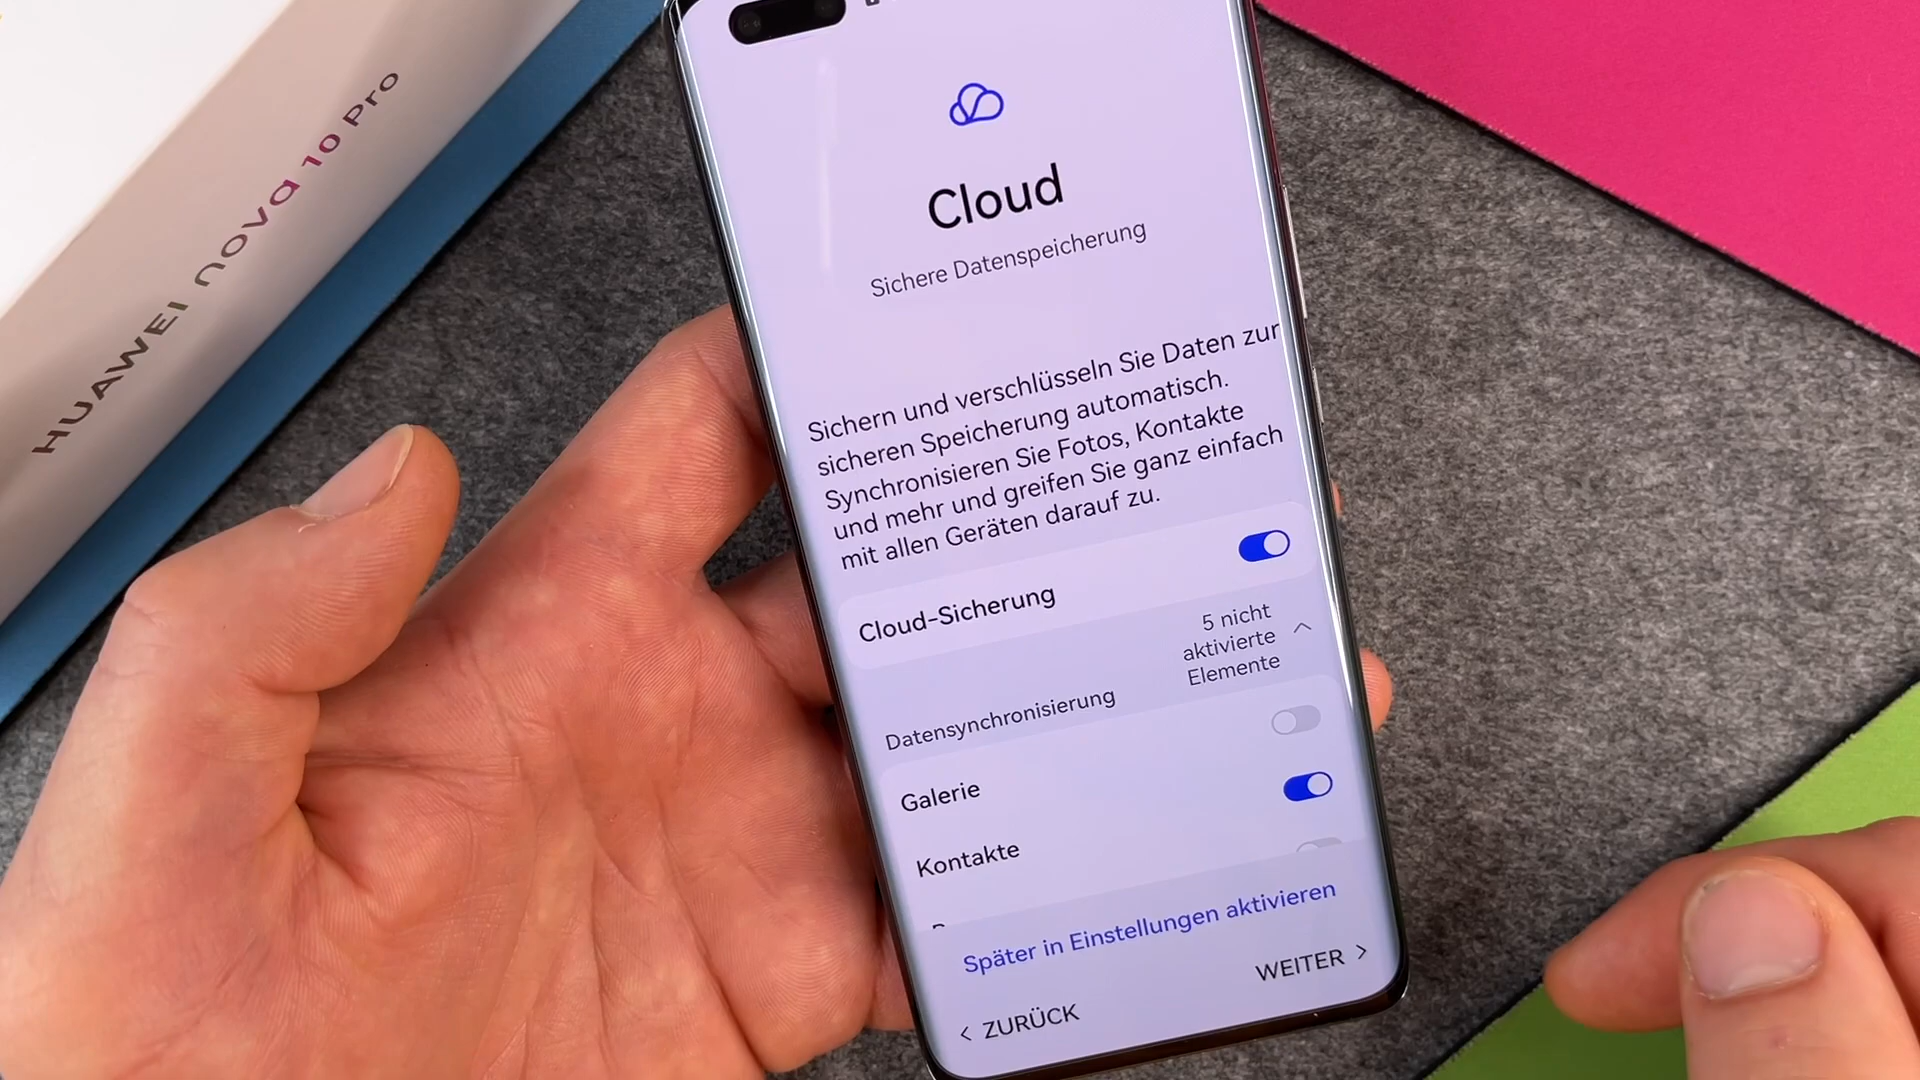 HUAWEI nova 10 Pro
Cloud
Sichere Datenspeicherung
Sichern und verschlüsseln Sie Daten zur
sicheren Speicherung automatisch.
Synchronisieren Sie Fotos, Kontakte
und mehr und greifen Sie ganz einfach
mit allen Geräten darauf zu.
Cloud-Sicherung
5 nicht
aktivierte
Elemente
Datensynchronisierung
Galerie
Kontakte
Später in Einstellungen aktivieren
WEITER >
< ZURÜCK